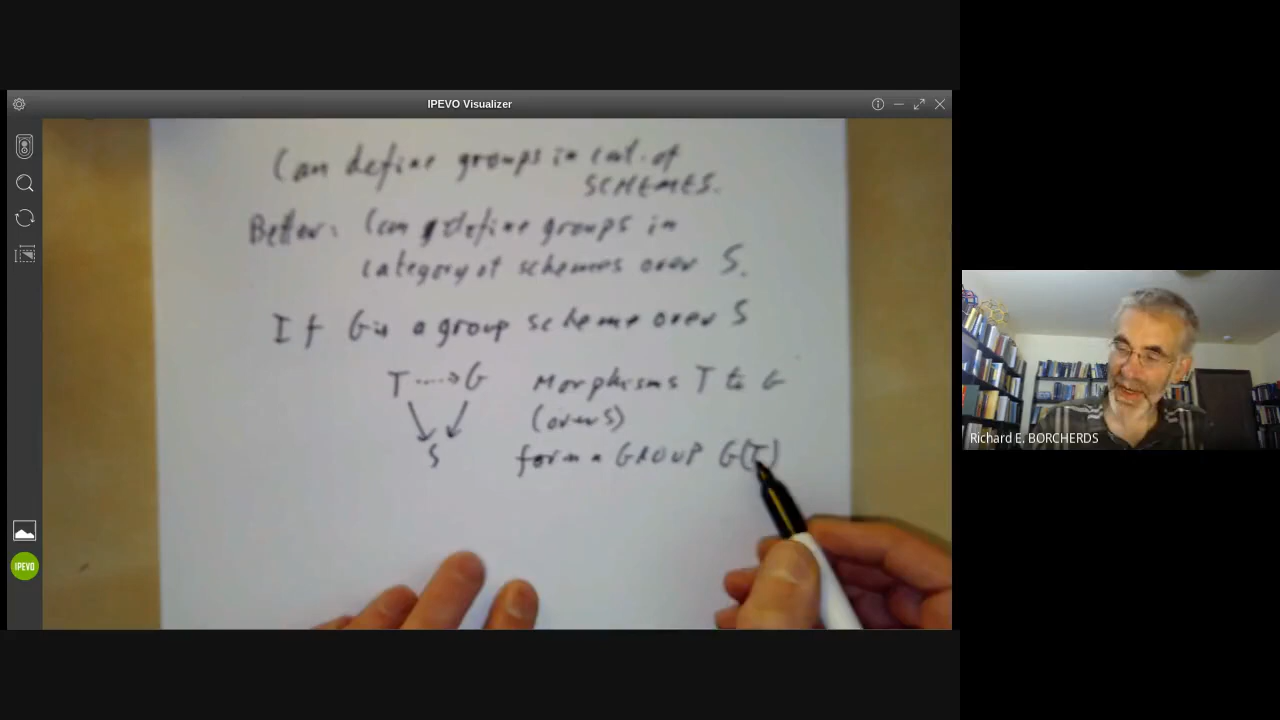 IPEVO Visualizer
Can define groups in cat. of
SCHEMES.
Better: Can define groups in
category of schemes over S.
If G is a group scheme over S
T ----> G Morphisms T to G
(over S)
S form a GROUP G(T)
IPEVO
Richard E. BORCHERDS